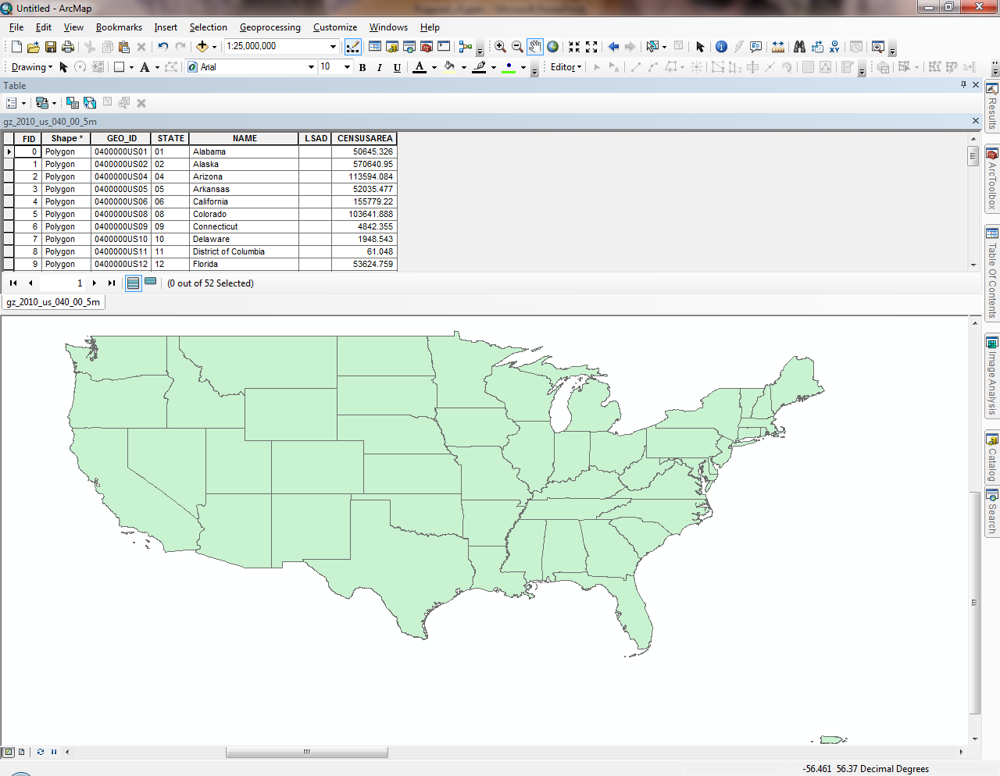 Untitled - ArcMap
File Edit View Bookmarks Insert Selection Geoprocessing Customize Windows Help
1:25,000,000
Drawing Arial 10 B I U A Editor
Table
gz_2010_us_040_00_5m
FID Shape * GEO_ID STATE NAME LSAD CENSUSAREA
0 Polygon 0400000US01 01 Alabama 50645.326
1 Polygon 0400000US02 02 Alaska 570640.95
2 Polygon 0400000US04 04 Arizona 113594.084
3 Polygon 0400000US05 05 Arkansas 52035.477
4 Polygon 0400000US06 06 California 155779.22
5 Polygon 0400000US08 08 Colorado 103641.888
6 Polygon 0400000US09 09 Connecticut 4842.355
7 Polygon 0400000US10 10 Delaware 1948.543
8 Polygon 0400000US11 11 District of Columbia 61.048
9 Polygon 0400000US12 12 Florida 53624.759
1 (0 out of 52 Selected)
gz_2010_us_040_00_5m
Results
ArcToolbox
Table Of Contents
Image Analysis
Catalog
Search
-56.461 56.37 Decimal Degrees